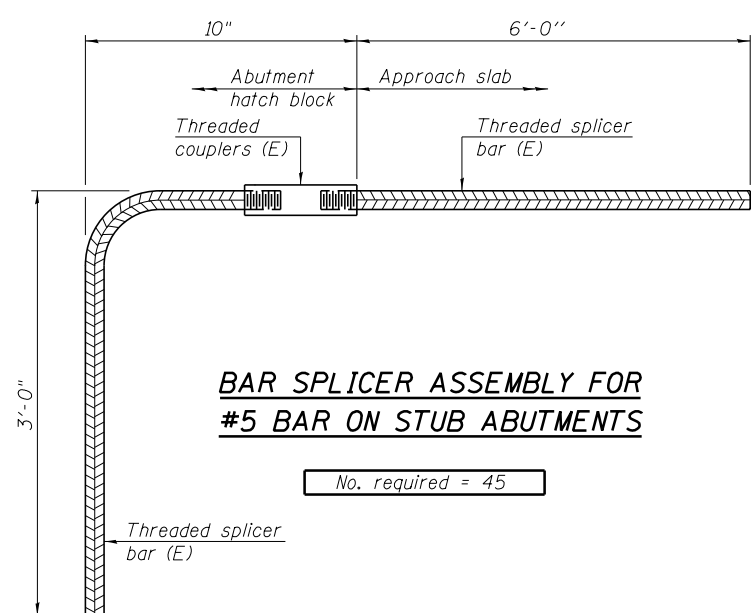 10"
6'-0''
Abutment
hatch block
Approach slab
Threaded
couplers (E)
Threaded splicer
bar (E)
3'-0"
BAR SPLICER ASSEMBLY FOR
#5 BAR ON STUB ABUTMENTS
No. required = 45
Threaded splicer
bar (E)